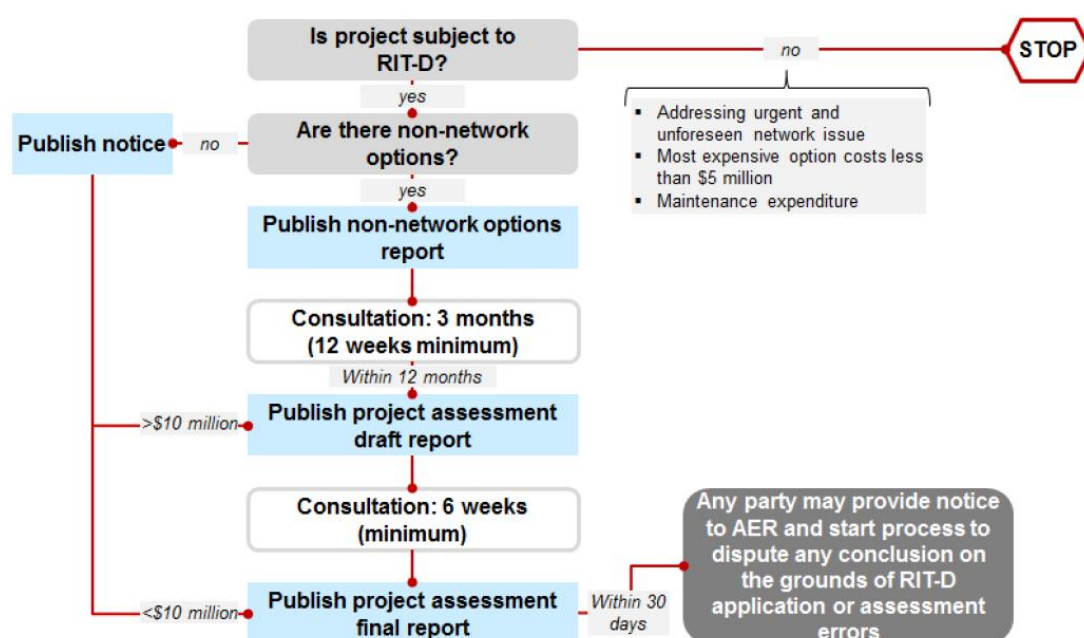 Is project subject to
RIT-D?
no
STOP
yes
▪ Addressing urgent and
unforeseen network issue
▪ Most expensive option costs less
than $5 million
▪ Maintenance expenditure
Publish notice
no
Are there non-network
options?
yes
Publish non-network options
report
Consultation: 3 months
(12 weeks minimum)
Within 12 months
>$10 million
Publish project assessment
draft report
Consultation: 6 weeks
(minimum)
<$10 million
Publish project assessment
final report
Within 30
days
Any party may provide notice
to AER and start process to
dispute any conclusion on
the grounds of RIT-D
application or assessment
errors